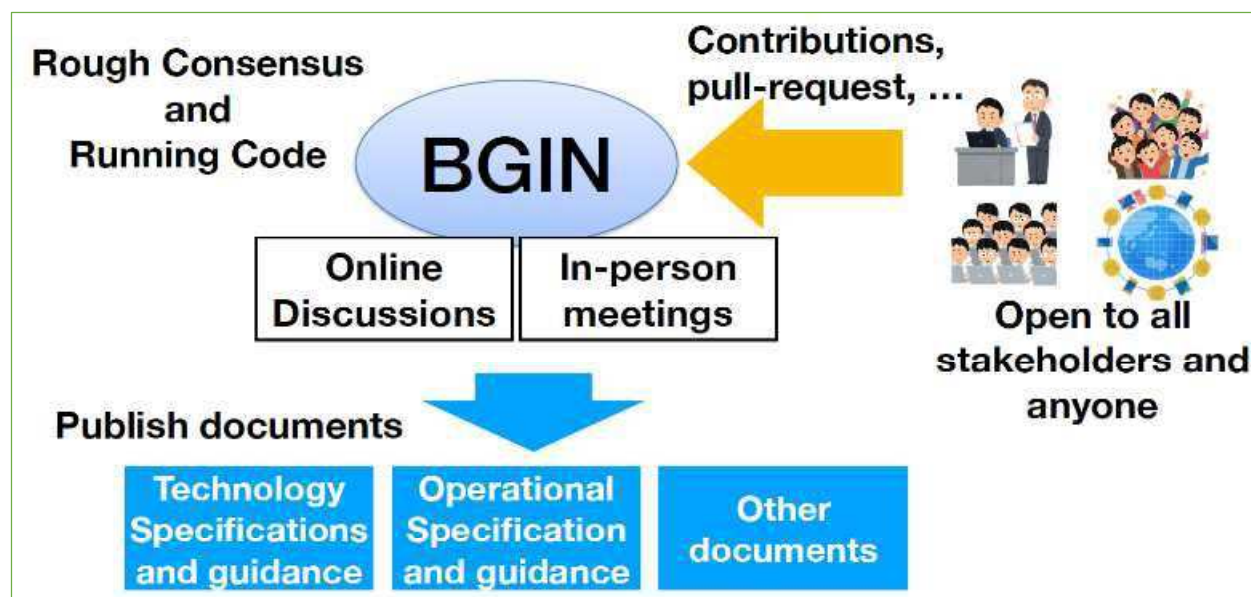 Rough Consensus
and
Running Code
BGIN
Contributions,
pull-request, ...
Online
Discussions
In-person
meetings
Open to all
stakeholders and
anyone
Publish documents
Technology
Specifications
and guidance
Operational
Specification
and guidance
Other
documents